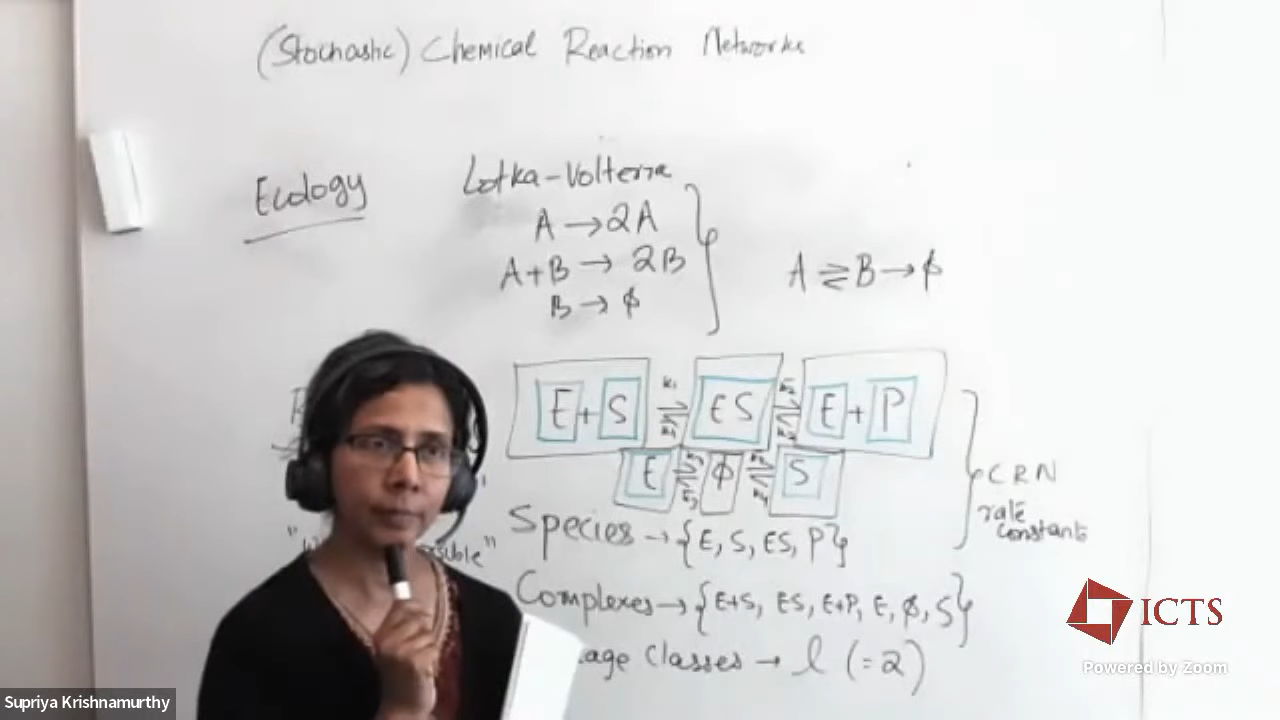 (Stochastic) Chemical Reaction Networks
Ecology
Lotka-Volterra
A → 2A
A+B → 2B
B → ϕ
A ⇌ B → ϕ
E + S ⇌ ES ⇌ E + P
k₁
E ⇌ ϕ ⇌ S
CRN
rate
constants
Species → {E, S, ES, P}
Complexes → {E+S, ES, E+P, E, ϕ, S}
Classes → l (=2)
ICTS
Powered by Zoom
Supriya Krishnamurthy